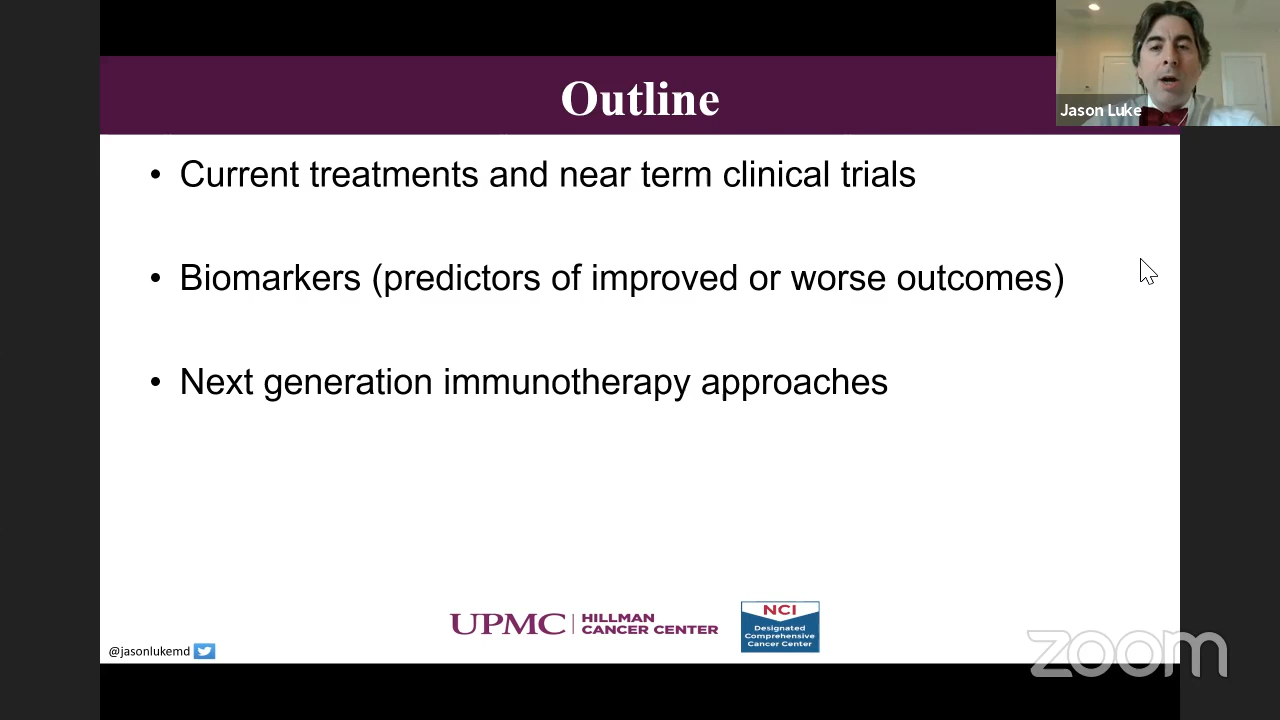 Outline
Jason Luke
• Current treatments and near term clinical trials
• Biomarkers (predictors of improved or worse outcomes)
• Next generation immunotherapy approaches
UPMC | HILLMAN
CANCER CENTER
NCI
Designated
Comprehensive
Cancer Center
@jasonlukemd
zoom